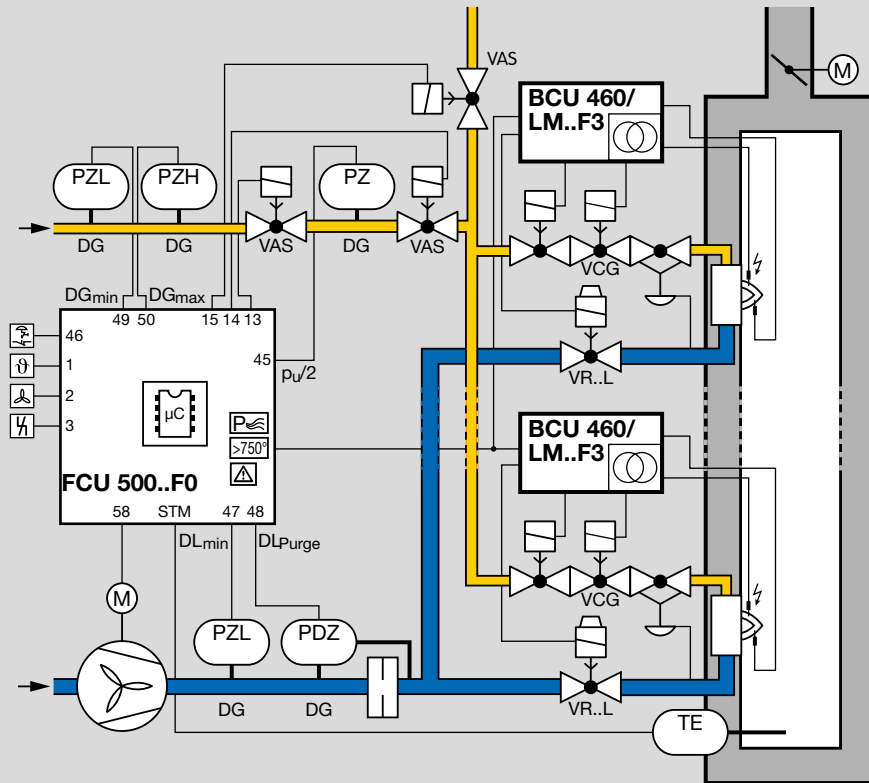 VAS
M
BCU 460/
LM..F3
PZL
PZH
PZ
DG
DG
VAS
DG
VAS
VCG
DGmin
DGmax
49
50
15
14
13
46
45
pu/2
1
VR..L
2
µC
P
3
>750°
BCU 460/
LM..F3
FCU 500..F0
58
STM
47
48
DLmin
DLPurge
VCG
M
PZL
PDZ
DG
DG
VR..L
TE
ϑ